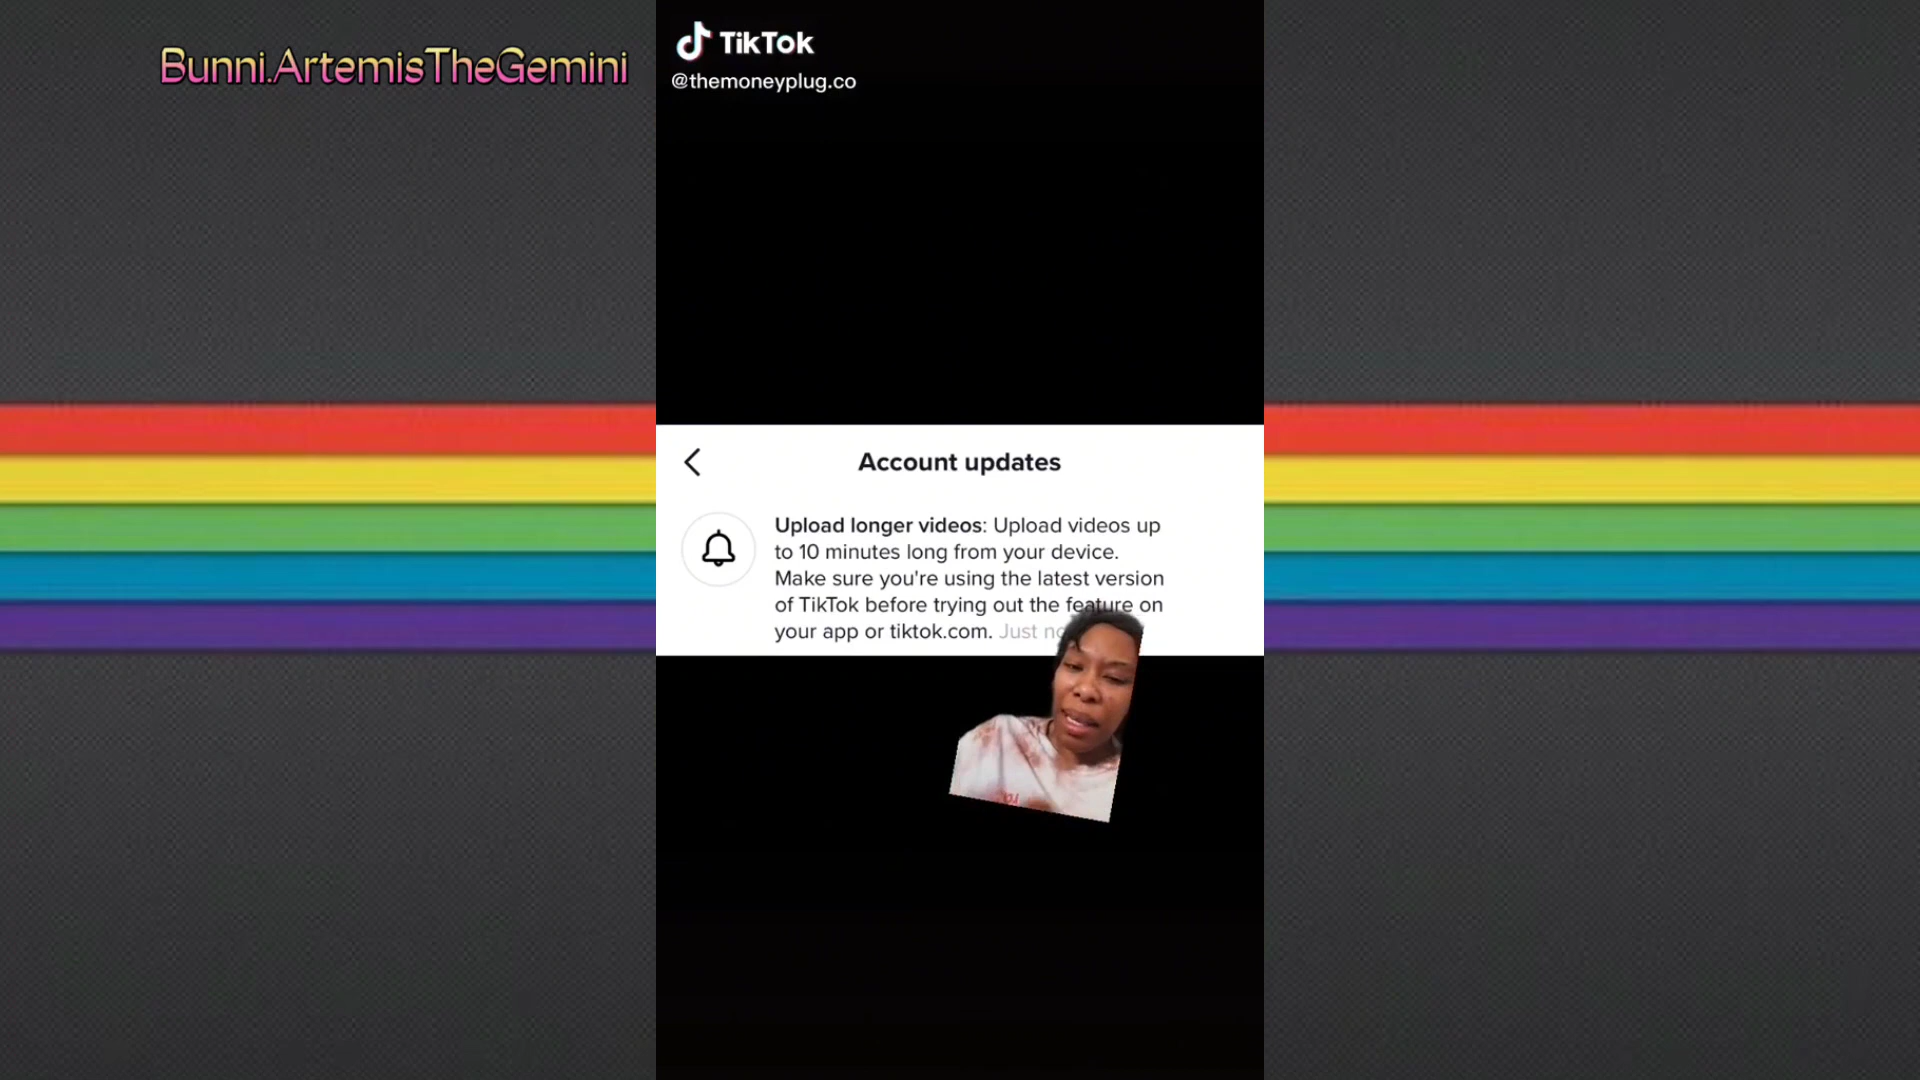 Bunni.ArtemisTheGemini
TikTok
@themoneyplug.co
Account updates
Upload longer videos: Upload videos up
to 10 minutes long from your device.
Make sure you're using the latest version
of TikTok before trying out the feature on
your app or tiktok.com. Just